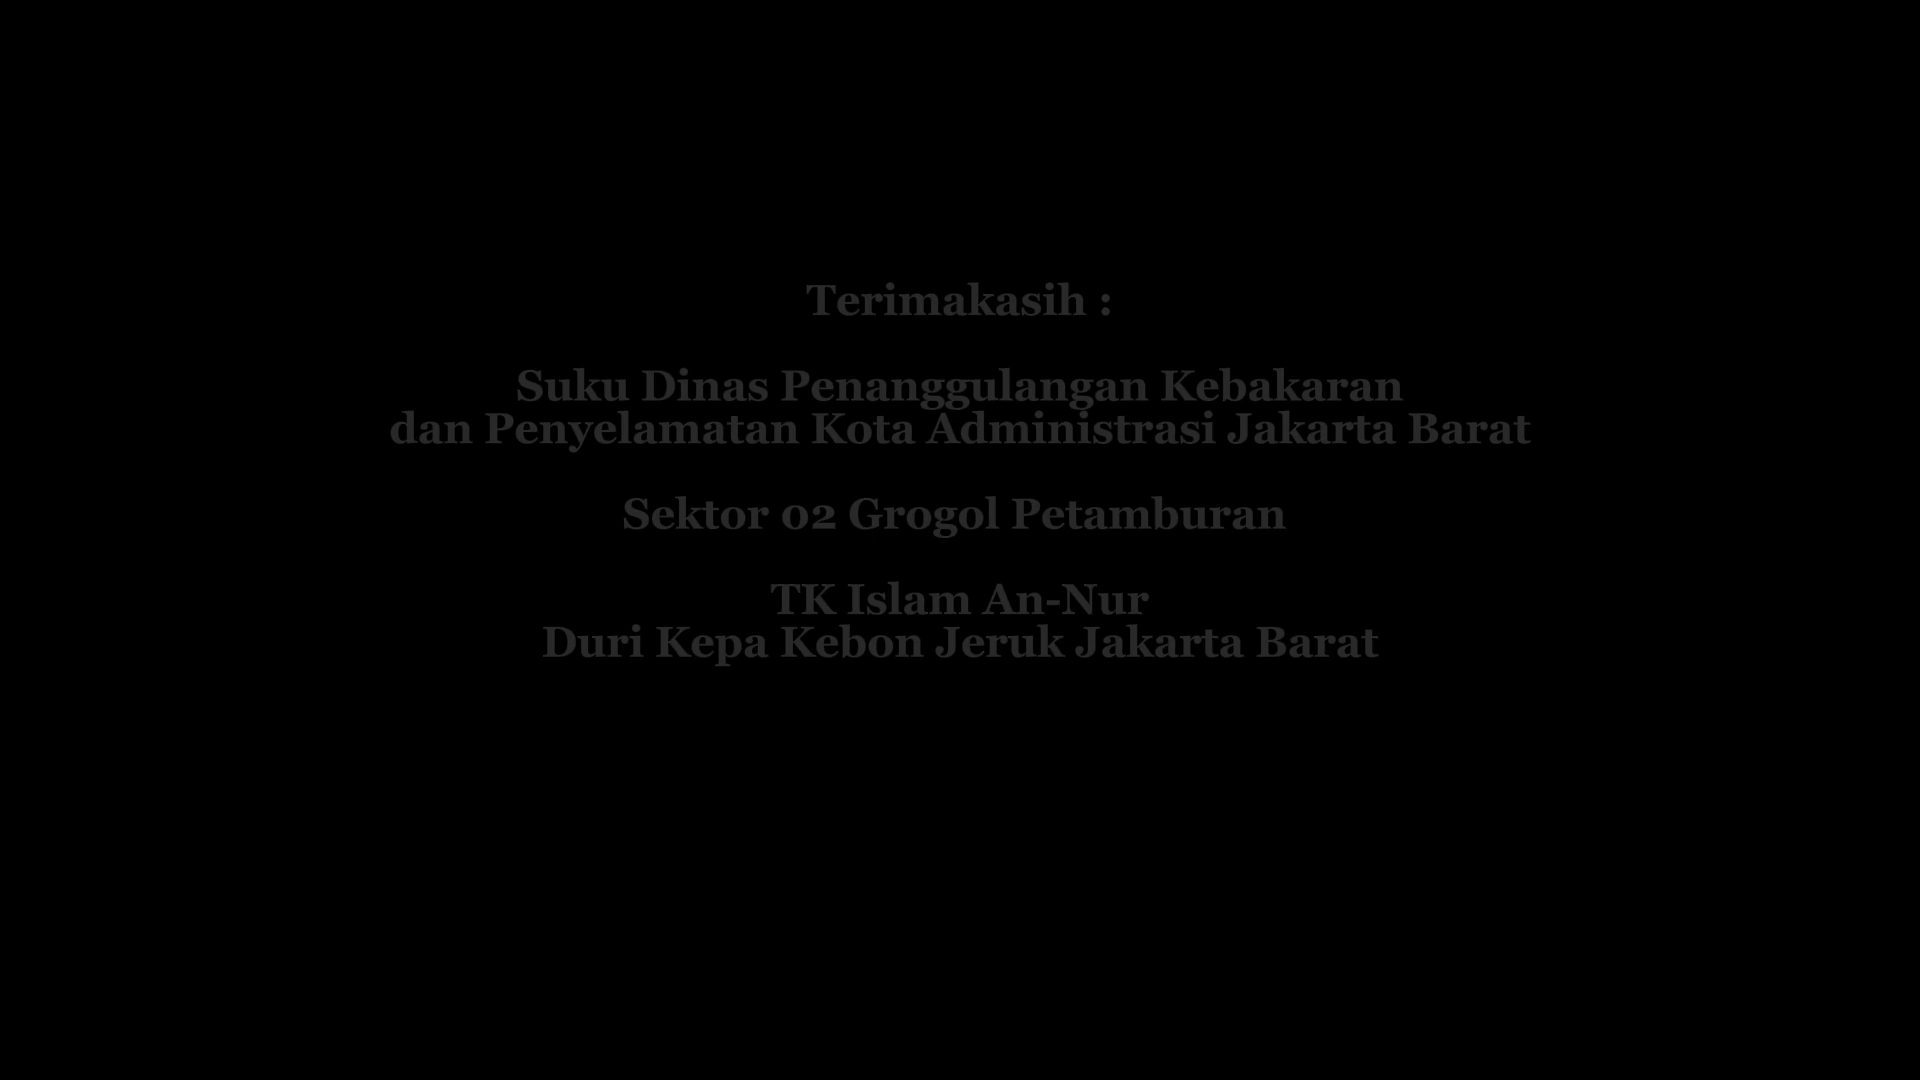 Terimakasih :
Suku Dinas Penanggulangan Kebakaran
dan Penyelamatan Kota Administrasi Jakarta Barat
Sektor 02 Grogol Petamburan
TK Islam An-Nur
Duri Kepa Kebon Jeruk Jakarta Barat